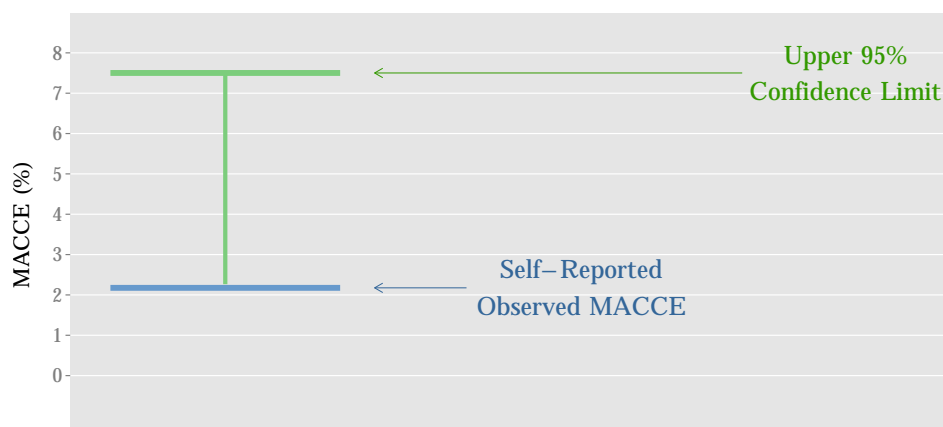 8
7
6
5
4
3
2
1
0
MACCE (%)
Upper 95%
Confidence Limit
Self–Reported
Observed MACCE